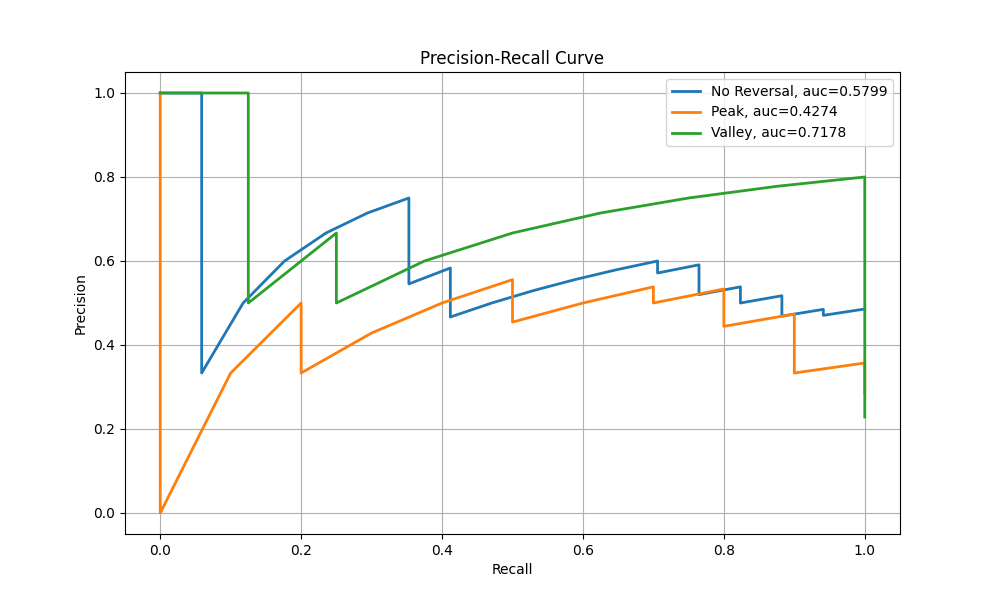 Precision-Recall Curve
No Reversal, auc=0.5799
Peak, auc=0.4274
Valley, auc=0.7178
Precision
1.0
0.8
0.6
0.4
0.2
0.0
0.0 0.2 0.4 0.6 0.8 1.0
Recall